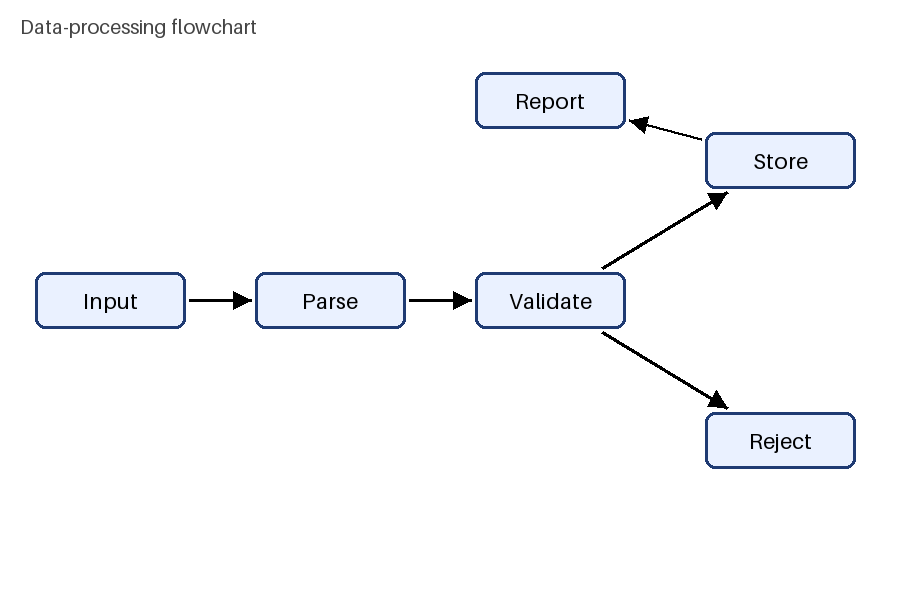 Data-processing flowchart
Report
Store
Input
Parse
Validate
Reject